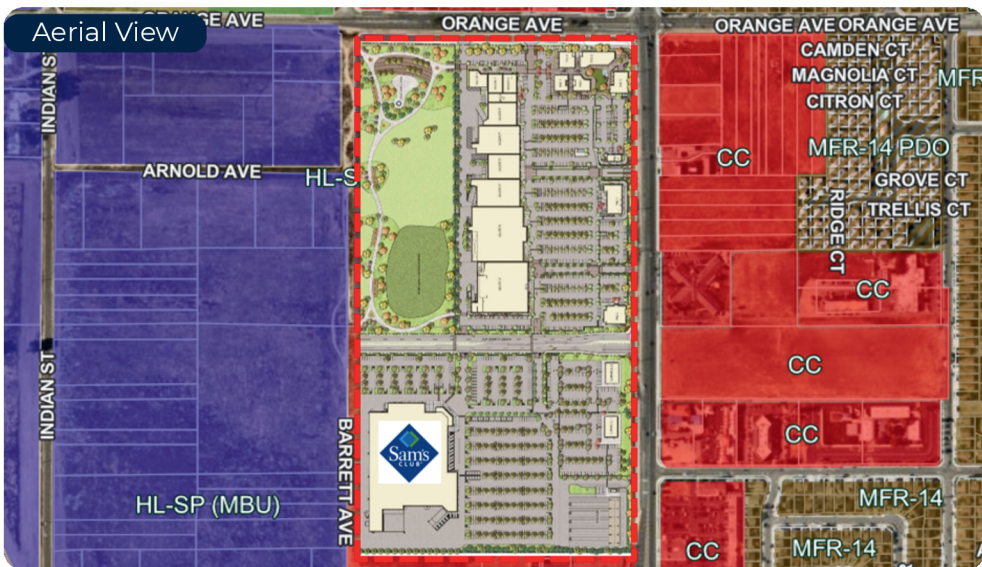 ORANGE AVE
ORANGE AVE
ORANGE AVE
ORANGE AVE
Aerial View
CAMDEN CT
MAGNOLIA CT
MFR
CITRON CT
INDIAN ST
CC
MFR-14 PDO
ARNOLD AVE
HL-S
GROVE CT
TRELLIS CT
RIDGE CT
CC
INDIAN ST
CC
BARRETT AVE
CC
Sam's
CLUB
HL-SP (MBU)
MFR-14
CC
MFR-14